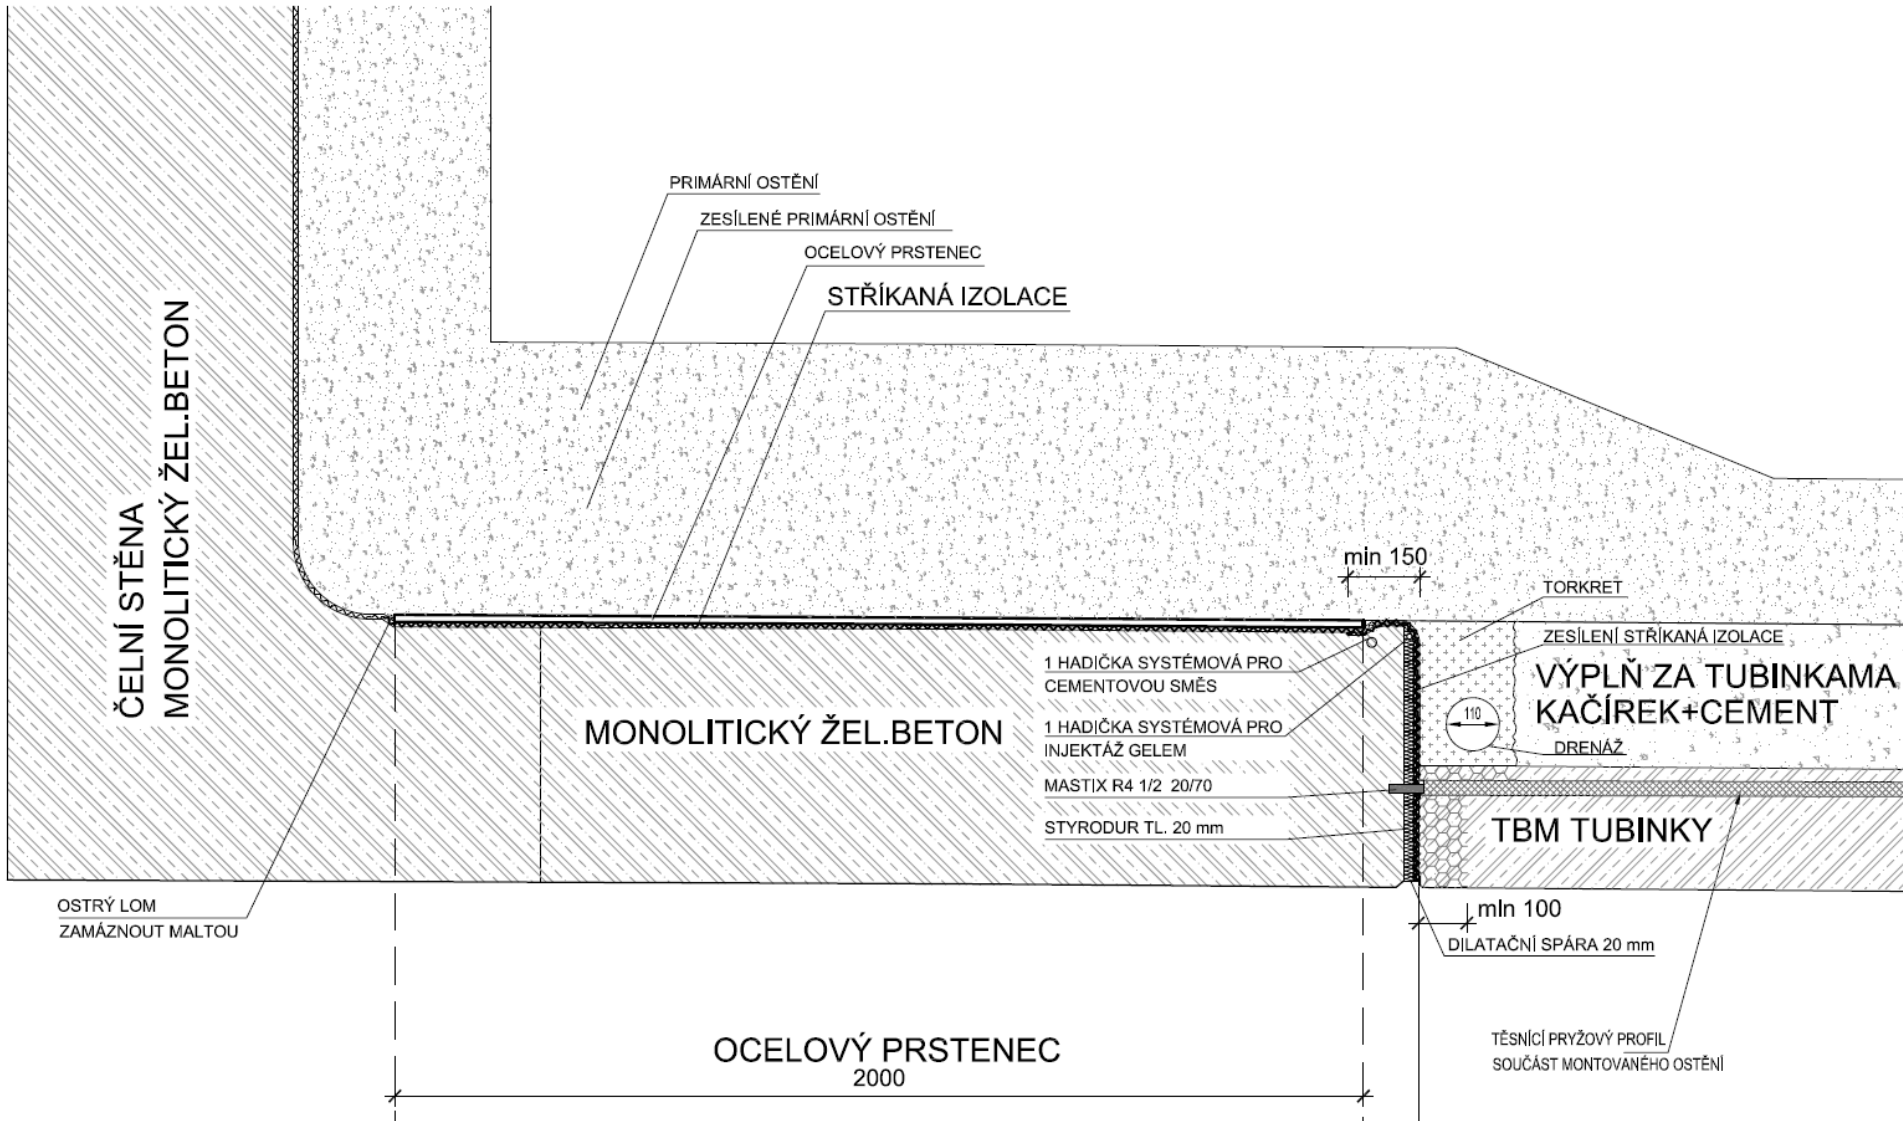 PRIMÁRNÍ OSTĚNÍ
ZESÍLENÉ PRIMÁRNÍ OSTĚNÍ
OCELOVÝ PRSTENEC
STŘÍKANÁ IZOLACE
ČELNÍ STĚNA
MONOLITICKÝ ŽEL.BETON
min 150
TORKRET
ZESÍLENÍ STŘÍKANÁ IZOLACE
VÝPLŇ ZA TUBINKAMA
KAČÍREK+CEMENT
110
DRENÁŽ
1 HADIČKA SYSTÉMOVÁ PRO
CEMENTOVOU SMĚS
MONOLITICKÝ ŽEL.BETON
1 HADIČKA SYSTÉMOVÁ PRO
INJEKTÁŽ GELEM
MASTIX R4 1/2 20/70
STYRODUR TL. 20 mm
TBM TUBINKY
OSTRÝ LOM
ZAMÁZNOUT MALTOU
min 100
DILATAČNÍ SPÁRA 20 mm
OCELOVÝ PRSTENEC
2000
TĚSNÍCÍ PRYŽOVÝ PROFIL
SOUČÁST MONTOVANÉHO OSTĚNÍ